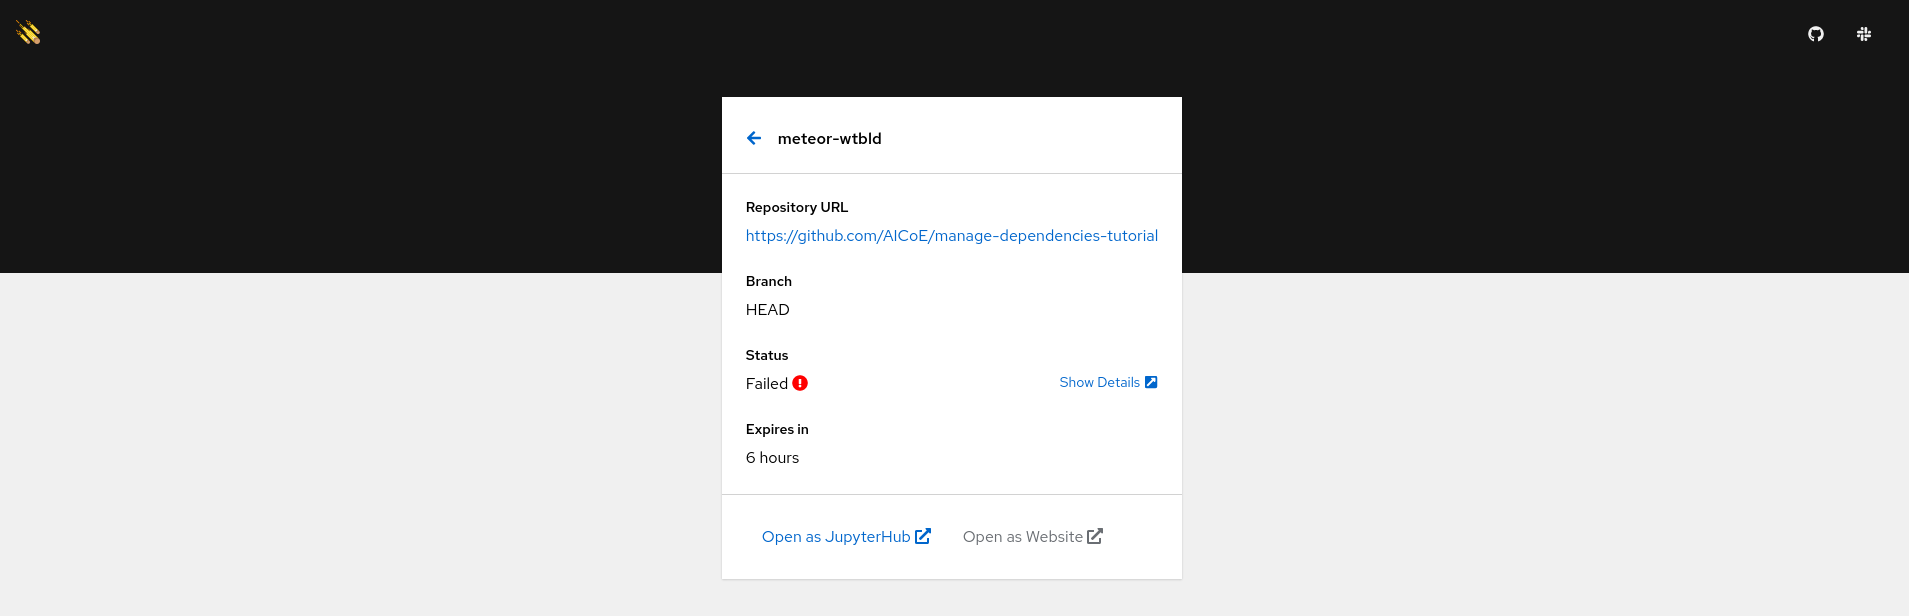 meteor-wtbld
Repository URL
https://github.com/AICoE/manage-dependencies-tutorial
Branch
HEAD
Status
Failed
Show Details
Expires in
6 hours
Open as JupyterHub
Open as Website